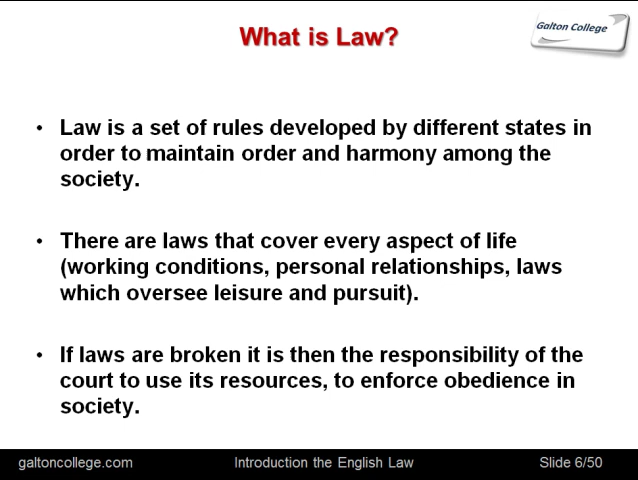 What is Law?
Galton College
• Law is a set of rules developed by different states in
order to maintain order and harmony among the
society.
• There are laws that cover every aspect of life
(working conditions, personal relationships, laws
which oversee leisure and pursuit).
• If laws are broken it is then the responsibility of the
court to use its resources, to enforce obedience in
society.
galtoncollege.com Introduction the English Law Slide 6/50